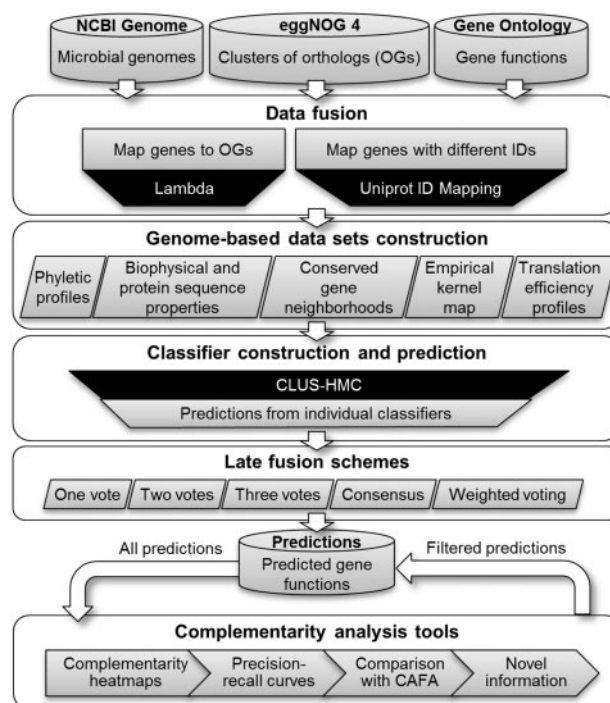 NCBI Genome
Microbial genomes
eggNOG 4
Clusters of orthologs (OGs)
Gene Ontology
Gene functions
Data fusion
Map genes to OGs
Lambda
Map genes with different IDs
Uniprot ID Mapping
Genome-based data sets construction
Phyletic
profiles
Biophysical and
protein sequence
properties
Conserved
gene
neighborhoods
Empirical
kernel
map
Translation
efficiency
profiles
Classifier construction and prediction
CLUS-HMC
Predictions from individual classifiers
Late fusion schemes
One vote
Two votes
Three votes
Consensus
Weighted voting
All predictions
Predictions
Predicted gene
functions
Filtered predictions
Complementarity analysis tools
Complementarity
heatmaps
Precision-
recall curves
Comparison
with CAFA
Novel
information